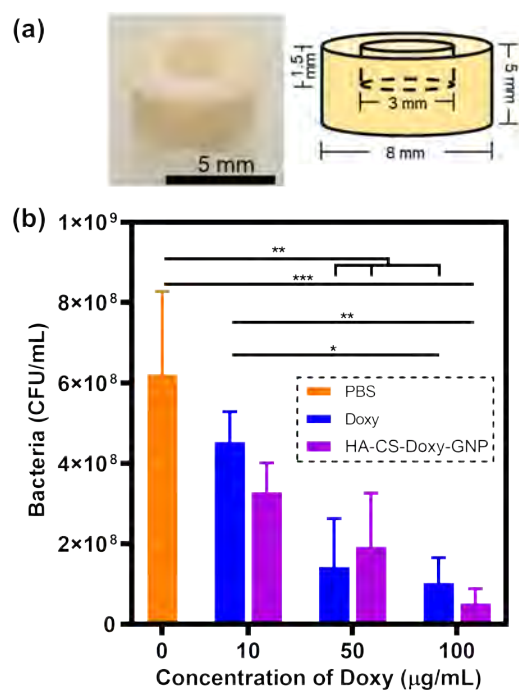 (a)
5 mm
1.5 mm
3 mm
8 mm
5 mm
(b)
Bacteria (CFU/mL)
1×10⁹
8×10⁸
6×10⁸
4×10⁸
2×10⁸
0
**
***
**
*
PBS
Doxy
HA-CS-Doxy-GNP
0 10 50 100
Concentration of Doxy (µg/mL)